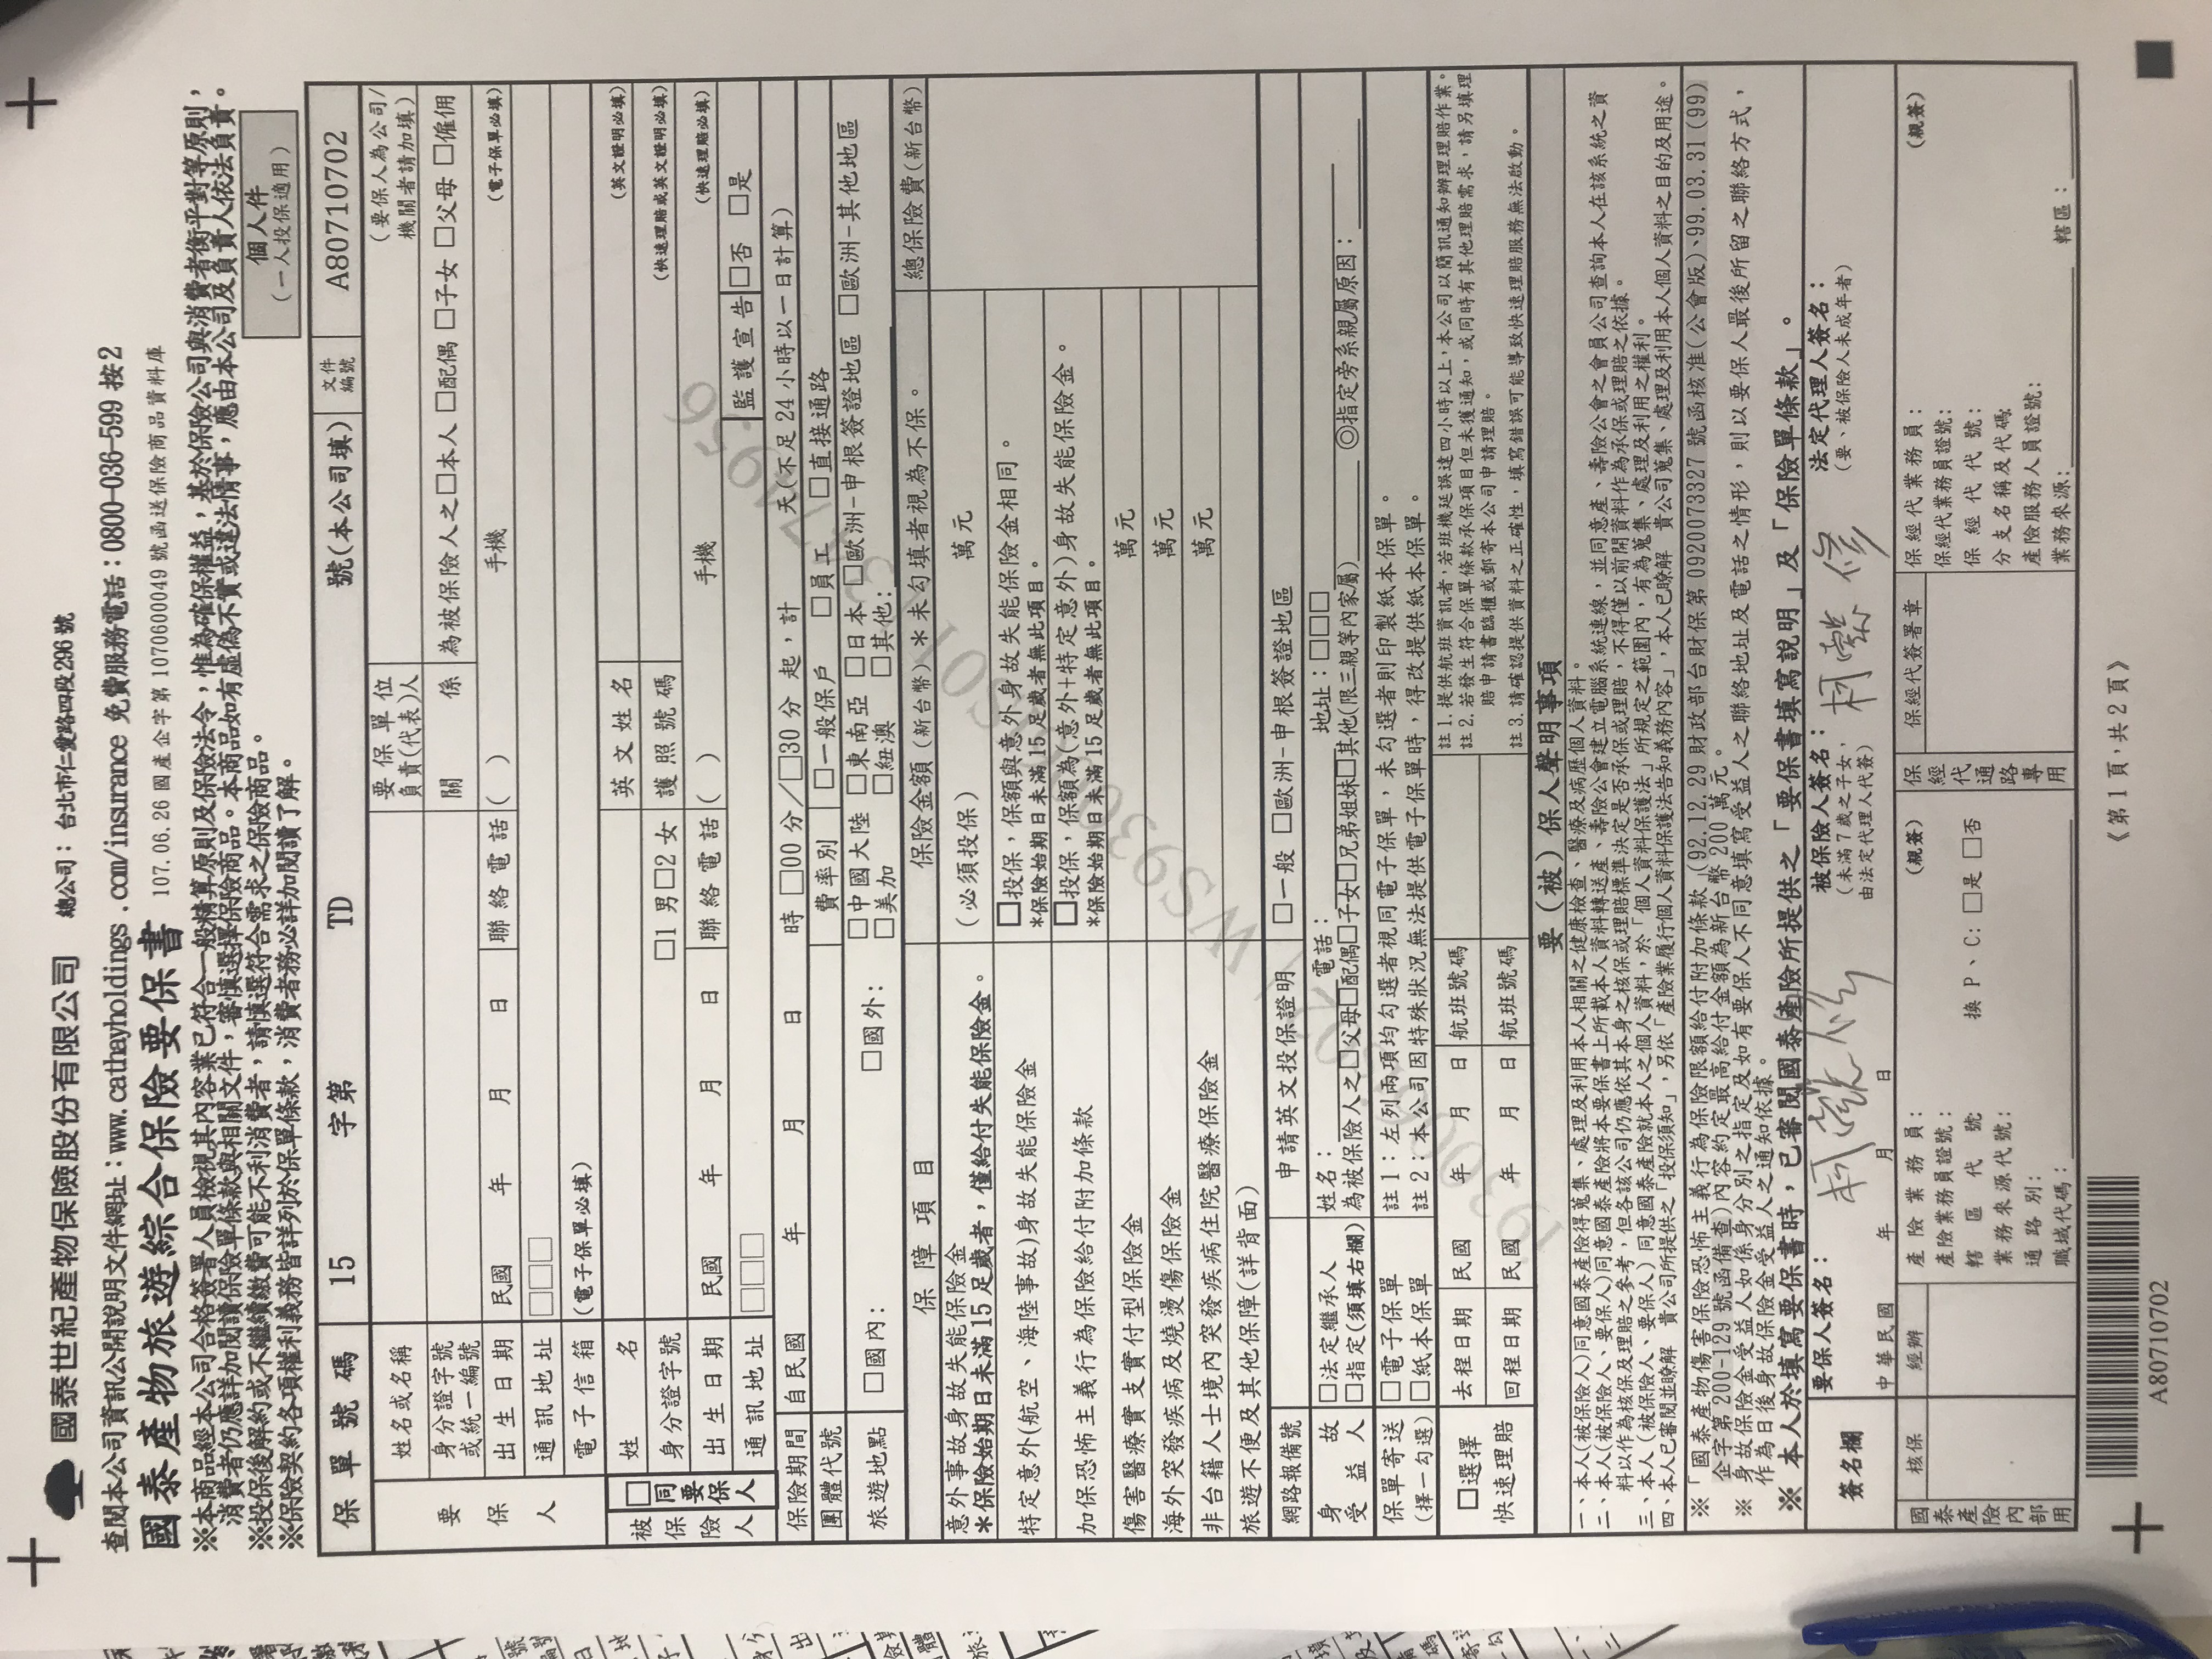 國泰世紀產物保險股份有限公司 總公司：台北市仁愛路四段296號
查閱本公司資訊公開說明文件網址：www.cathayholdings .com/insurance 免費服務電話：0800-036-599 按2
國泰產物旅遊綜合保險要保書 107.06.26 國產企字第 1070600049 號函送保險商品資料庫
※本商品經本公司合格簽署人員檢視其內容業已符合一般精算原則及保險法令，惟為確保權益，基於保險公司與消費者衡平對等原則，
消費者仍應詳加閱讀保險單條款與相關文件，審慎選擇保險商品。本商品如有虛偽不實或違法情事，應由本公司及負責人依法負責。
※投保後解約或不繼續繳費可能不利消費者，請慎選符合需求之保險商品。
※保險契約各項權利義務皆詳列於保單條款，消費者務必詳加閱讀了解。
個人件
（一人投保適用）
保單號碼 15 字第 TD 號(本公司填) 文件編號 A80710702
要保人
姓名或名稱 要保單位負責(代表)人 （要保人為公司/機關者請加填）
身分證字號或統一編號 關係 為被保險人之□本人 □配偶 □子女 □父母 □僱佣
出生日期 民國 年 月 日 聯絡電話 ( ) 手機 (電子保單必填)
通訊地址 □□□
電子信箱 (電子保單必填)
被保險人 □同要保人
姓名 英文姓名 (英文證明必填)
身分證字號 □1 男□2 女 護照號碼 (快速理賠或英文證明必填)
出生日期 民國 年 月 日 聯絡電話 ( ) 手機 (快速理賠必填)
通訊地址 □□□ 監護宣告 □否 □是
保險期間 自民國 年 月 日 時 □00 分／□30 分 起，計 天(不足 24 小時以一日計算)
團體代號 費率別 □一般保戶 □員工 □直接通路
旅遊地點 □國內: □國外: □中國大陸 □東南亞 □日本 □歐洲-申根簽證地區 □歐洲-其他地區
□美加 □紐澳 □其他:
保障項目 保險金額（新台幣）＊未勾填者視為不保。 總保險費(新台幣)
意外事故身故失能保險金
＊保險始期日未滿 15 足歲者，僅給付失能保險金。 （必須投保） 萬元
特定意外(航空、海陸事故)身故失能保險金 □投保，保額與意外身故失能保險金相同。
*保險始期日未滿 15 足歲者無此項目。
加保恐怖主義行為保險給付附加條款 □投保，保額為(意外+特定意外)身故失能保險金。
*保險始期日未滿 15 足歲者無此項目。
傷害醫療實支實付型保險金 萬元
海外突發疾病及燒燙傷保險金 萬元
非台籍人士境內突發疾病住院醫療保險金 萬元
旅遊不便及其他保障(詳背面)
網路報備號 申請英文投保證明 □一般 □歐洲-申根簽證地區
身故受益人 □法定繼承人 姓名： 電話： 地址：□□□
□指定(須填右欄) 為被保險人之□父母□配偶□子女□兄弟姐妹□其他(限三親等內家屬) ◎指定旁系親屬原因：
保單寄送 □電子保單 註 1：左列兩項均勾選者視同電子保單，未勾選者則印製紙本保單。
(擇一勾選) □紙本保單 註 2：本公司因特殊狀況無法提供電子保單時，得改提供紙本保單。
□選擇快速理賠
去程日期 民國 年 月 日 航班號碼
回程日期 民國 年 月 日 航班號碼
註 1. 提供航班資訊者，若班機延誤達四小時以上，本公司以簡訊通知辦理理賠作業。
註 2. 若發生符合保單條款承保項目但未獲通知，或同時有其他理賠需求，請另填理
賠申請書臨櫃或郵寄本公司申請理賠。
註 3. 請確認提供資料之正確性，填寫錯誤可能導致快速理賠服務無法啟動。
要（被）保人聲明事項
一、本人(被保險人)同意國泰產險得蒐集、處理及利用本人相關之健康檢查、醫療及病歷個人資料。
二、本人(被保險人、要保人)同意國泰產險將本要保書上所載本人資料轉送產、壽險公會建立電腦系統連線，並同意產、壽險公會之會員公司查詢本人在該系統之資
料以作為核保及理賠之參考，但各該公司仍應依其本身之核保或理賠標準決定是否承保或理賠，不得僅以前開資料作為承保或理賠之依據。
三、本人（被保險人、要保人）同意國泰產險就本人之個人資料，於「個人資料保護法」所規定之範圍內，有為蒐集、處理及利用之權利。
四、本人已審閱並瞭解 貴公司所提供之「投保須知」，另依「產險業履行個人資料保護法告知義務內容」，本人已瞭解 貴公司蒐集、處理及利用本人個人資料之目的及用途。
※「國泰產物傷害保險恐怖主義行為保險限額給付附加條款」(92.12.29 財政部台財保第 0920073327 號函核准(公會版)、99.03.31 (99)
企字第 200-129 號函備查)內容約定最高給付金額為新台幣 200 萬元。
※ 身故保險金受益人如係身分別之指定及如有要保人不同意填寫受益人之聯絡地址及電話之情形，則以要保人最後所留之聯絡方式，
作為日後身故保險金受益人之通知依據。
※ 本人於填寫要保書時，已審閱國泰產險所提供之「要保書填寫說明」及「保險單條款」。
簽名欄 要保人簽名： 柯懿修 被保險人簽名： 柯懿修 法定代理人簽名：
(未滿 7 歲之子女，由法定代理人代簽) (要、被保險人未成年者)
中華民國 年 月 日
國泰產險內部用 核保 經辦
產險業務員： (親簽)
產險業務員證號：
轄區代號 換 P、C: □是 □否
業務來源代號：
通路別：
職域代碼：
保經代通路專用 保經代簽署章
保經代業務員： (親簽)
保經代業務員證號：
保經代代號：
分支名稱及代碼：
產險服務人員證號：
業務來源： 轄區：
A80710702
《第 1 頁，共 2 頁》